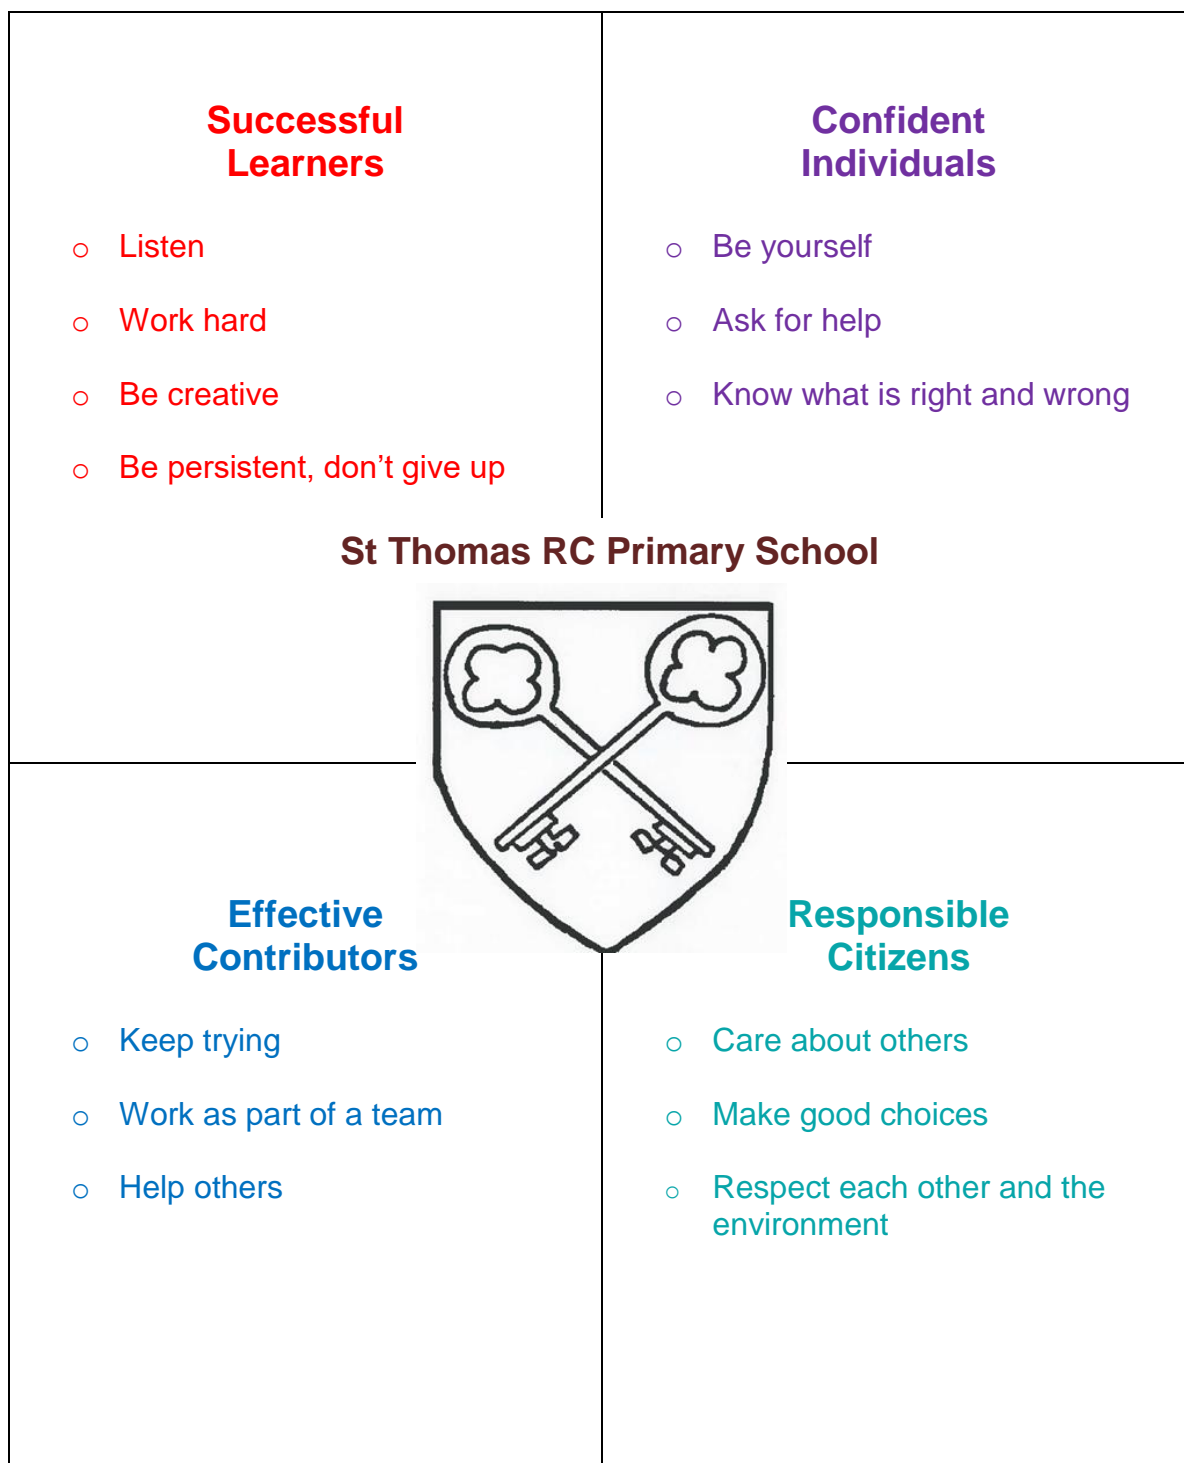 Successful
Learners
o Listen
o Work hard
o Be creative
o Be persistent, don’t give up
Confident
Individuals
o Be yourself
o Ask for help
o Know what is right and wrong
St Thomas RC Primary School
Effective
Contributors
o Keep trying
o Work as part of a team
o Help others
Responsible
Citizens
o Care about others
o Make good choices
o Respect each other and the
environment